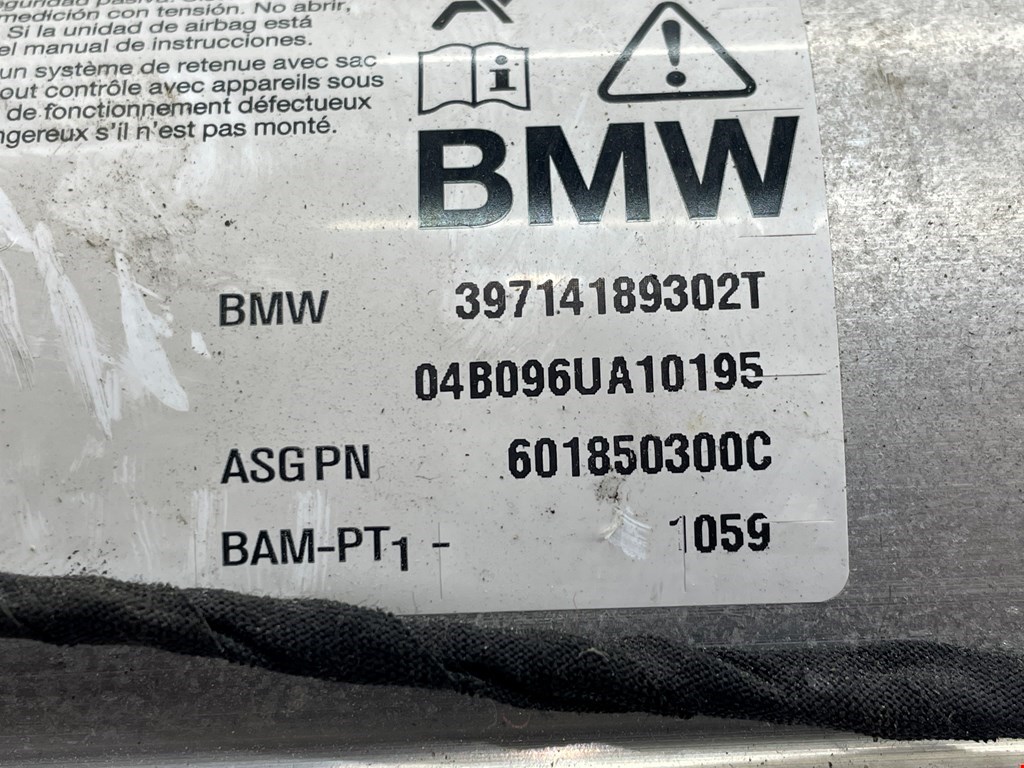 medición con tensión. No abrir,
Si la unidad de airbag está
el manual de instrucciones.
un système de retenue avec sac
out contrôle avec appareils sous
de fonctionnement défectueux
ngereux s'il n'est pas monté.
i
!
BMW
BMW 39714189302T
04B096UA10195
ASG PN 601850300C
BAM-PT1 - 1059